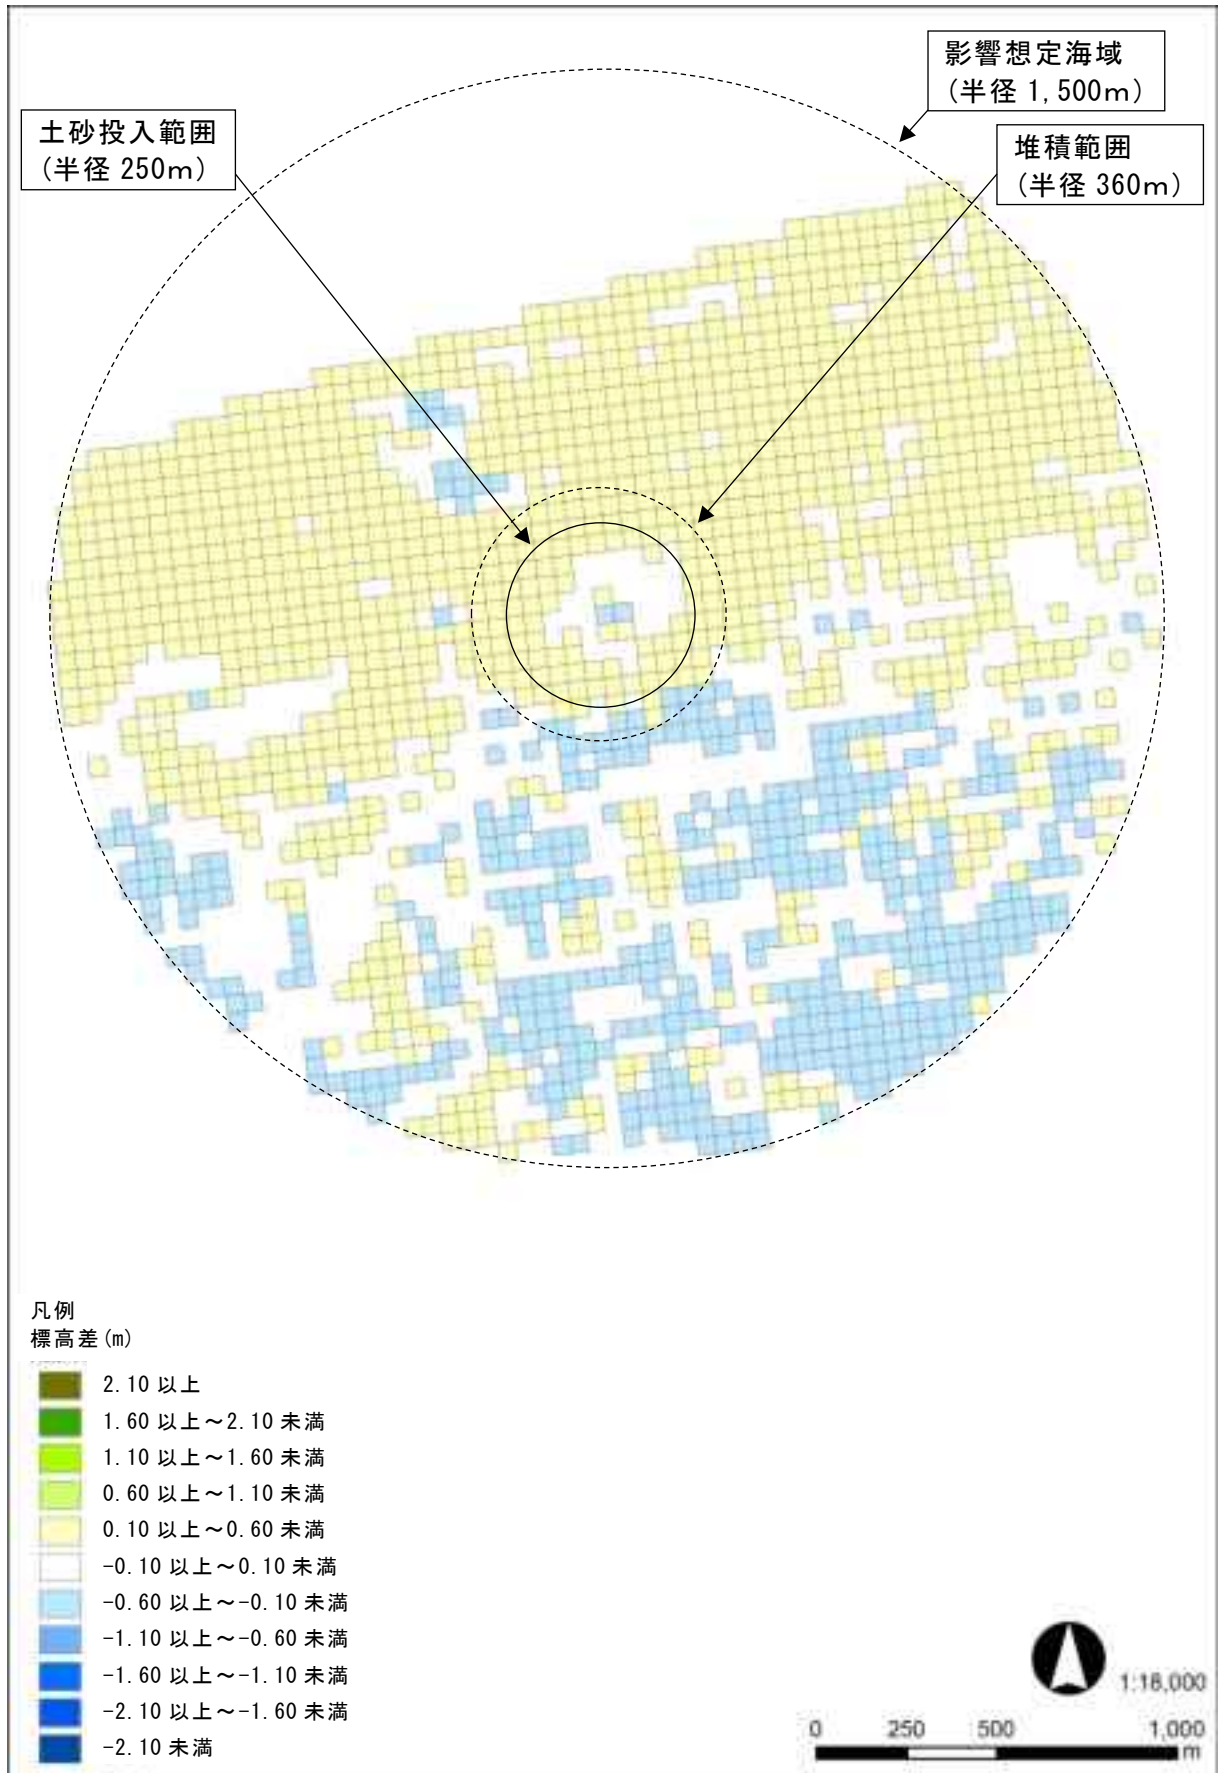 影響想定海域
(半径 1,500m)
土砂投入範囲
(半径 250m)
堆積範囲
(半径 360m)
凡例
標高差(m)
2.10 以上
1.60 以上～2.10 未満
1.10 以上～1.60 未満
0.60 以上～1.10 未満
0.10 以上～0.60 未満
-0.10 以上～0.10 未満
-0.60 以上～-0.10 未満
-1.10 以上～-0.60 未満
-1.60 以上～-1.10 未満
-2.10 以上～-1.60 未満
-2.10 未満
1:18,000
0 250 500 1,000
m